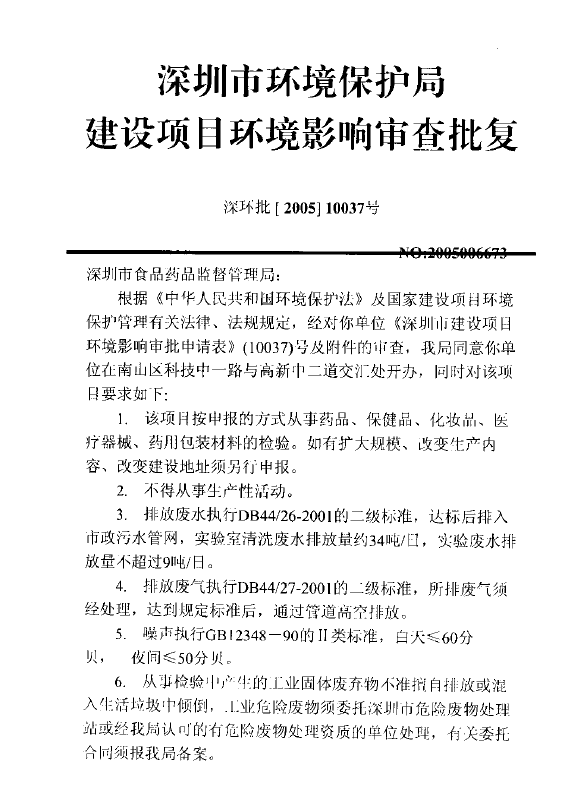 深圳市环境保护局
建设项目环境影响审查批复
深环批 [ 2005] 10037号
NO:2005006673
深圳市食品药品监督管理局：
根据《中华人民共和国环境保护法》及国家建设项目环境
保护管理有关法律、法规规定，经对你单位《深圳市建设项目
环境影响审批申请表》(10037)号及附件的审查，我局同意你单
位在南山区科技中一路与高新中二道交汇处开办，同时对该项
目要求如下:
1. 该项目按申报的方式从事药品、保健品、化妆品、医
疗器械、药用包装材料的检验。如有扩大规模、改变生产内
容、改变建设地址须另行申报。
2. 不得从事生产性活动。
3. 排放废水执行DB44/26-2001的二级标准，达标后排入
市政污水管网，实验室清洗废水排放量约34吨/日，实验废水排
放量不超过9吨/日。
4. 排放废气执行DB44/27-2001的二级标准，所排废气须
经处理，达到规定标准后，通过管道高空排放。
5. 噪声执行GB12348－90的Ⅱ类标准，白天≤60分
贝， 夜间≤50分贝。
6. 从事检验中产生的工业固体废弃物不准擅自排放或混
入生活垃圾中倾倒，工业危险废物须委托深圳市危险废物处理
站或经我局认可的有危险废物处理资质的单位处理，有关委托
合同须报我局备案。